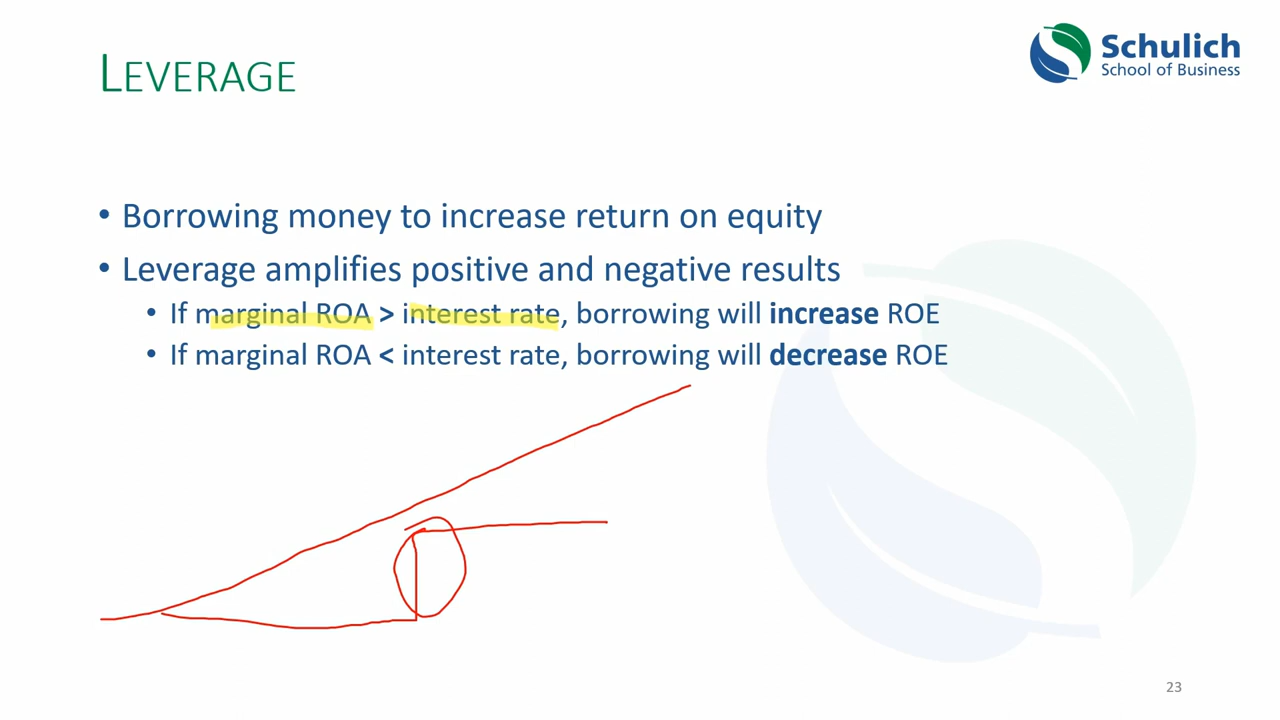 LEVERAGE
Schulich
School of Business
• Borrowing money to increase return on equity
• Leverage amplifies positive and negative results
• If marginal ROA > interest rate, borrowing will increase ROE
• If marginal ROA < interest rate, borrowing will decrease ROE
23